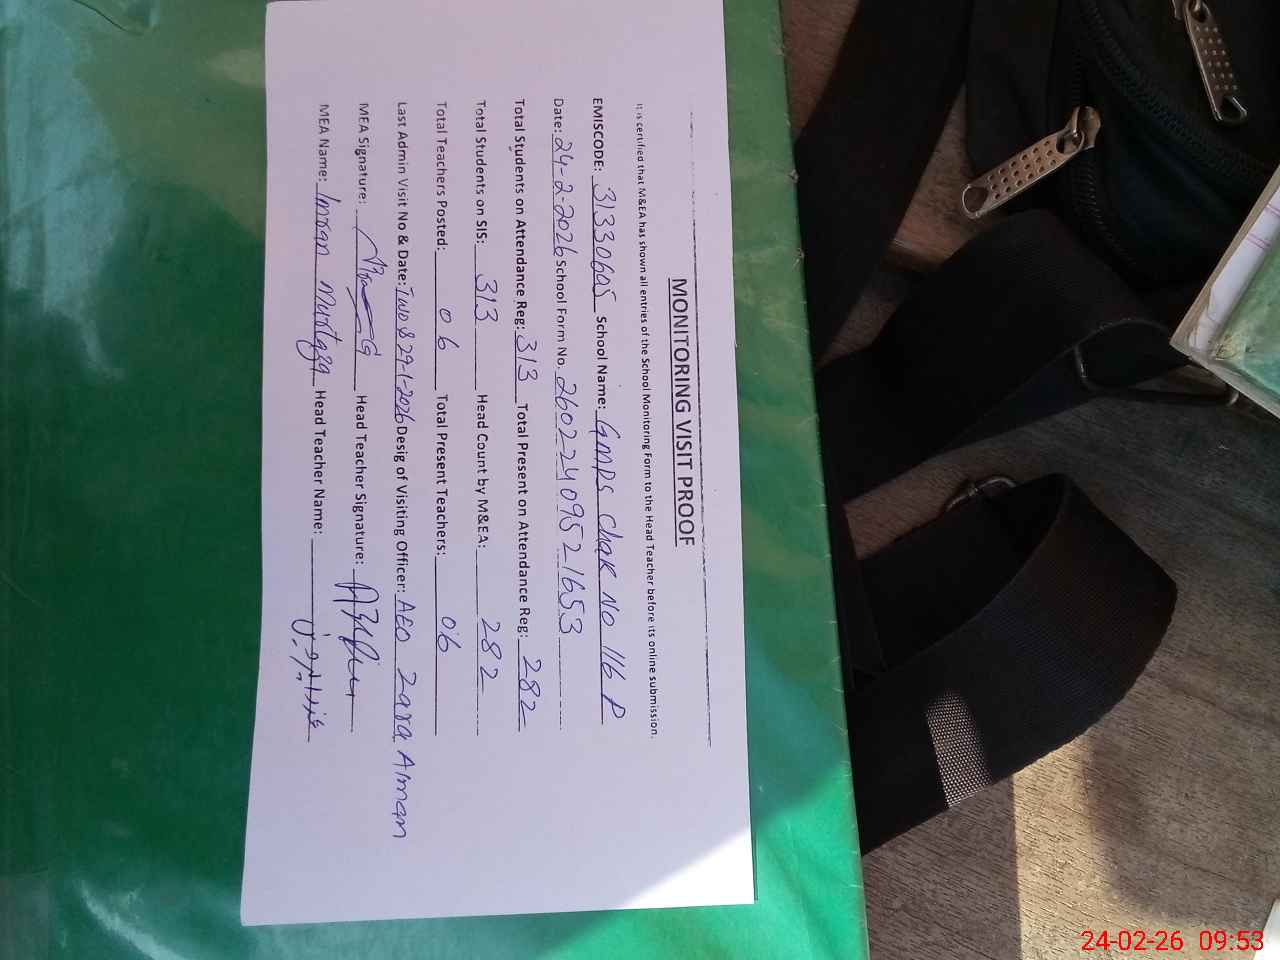 MONITORING VISIT PROOF
It is certified that M&EA has shown all entries of the School Monitoring Form to the Head Teacher before its online submission.
EMISCODE: 31330605 School Name: GMPS Chak No 116 P
Date: 24-2-2026 School Form No. 26022409521653
Total Students on Attendance Reg: 313 Total Present on Attendance Reg: 282
Total Students on SIS: 313 Head Count by M&EA: 282
Total Teachers Posted: 06 Total Present Teachers: 06
Last Admin Visit No & Date: Two & 29-1-2026 Desig of Visiting Officer: AEO Zara Aman
MEA Signature: Head Teacher Signature:
MEA Name: Imran Murtaza Head Teacher Name:
24-02-26 09:53